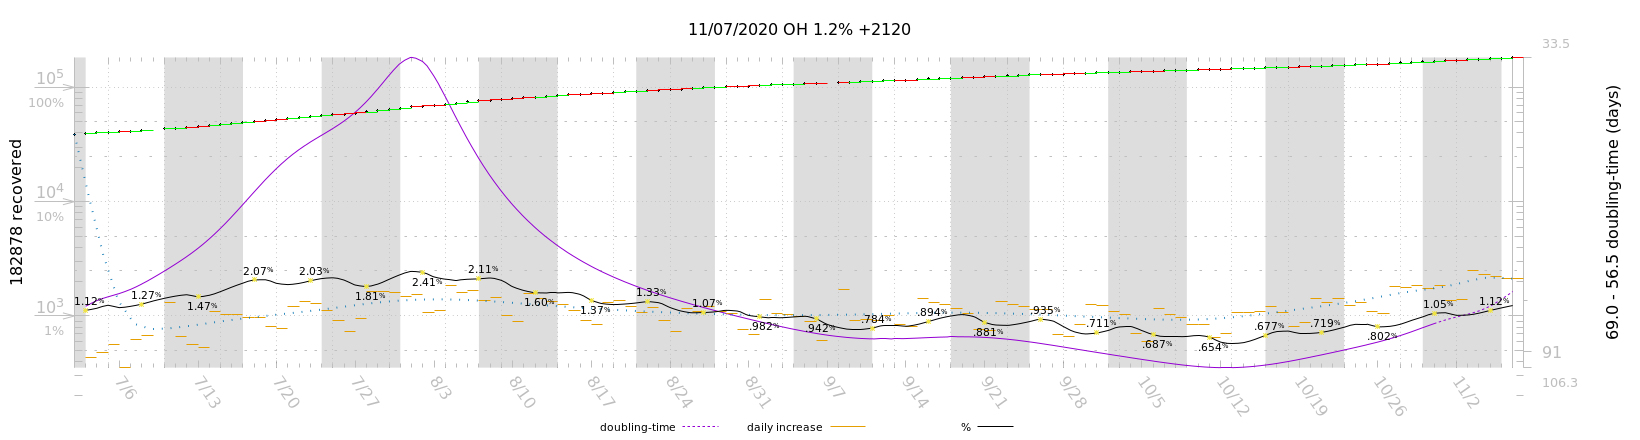 11/07/2020 OH 1.2% +2120
33.5
10⁵
100%
10⁴
10%
10³
1%
182878 recovered
69.0 - 56.5 doubling-time (days)
91
106.3
1.12% 1.27% 1.47% 2.07% 2.03% 1.81% 2.41% 2.11% 1.60% 1.37% 1.33% 1.07% .982% .942% .784% .894% .881% .935% .711% .687% .654% .677% .719% .802% 1.05% 1.12%
7/6 7/13 7/20 7/27 8/3 8/10 8/17 8/24 8/31 9/7 9/14 9/21 9/28 10/5 10/12 10/19 10/26 11/2
doubling-time daily increase %